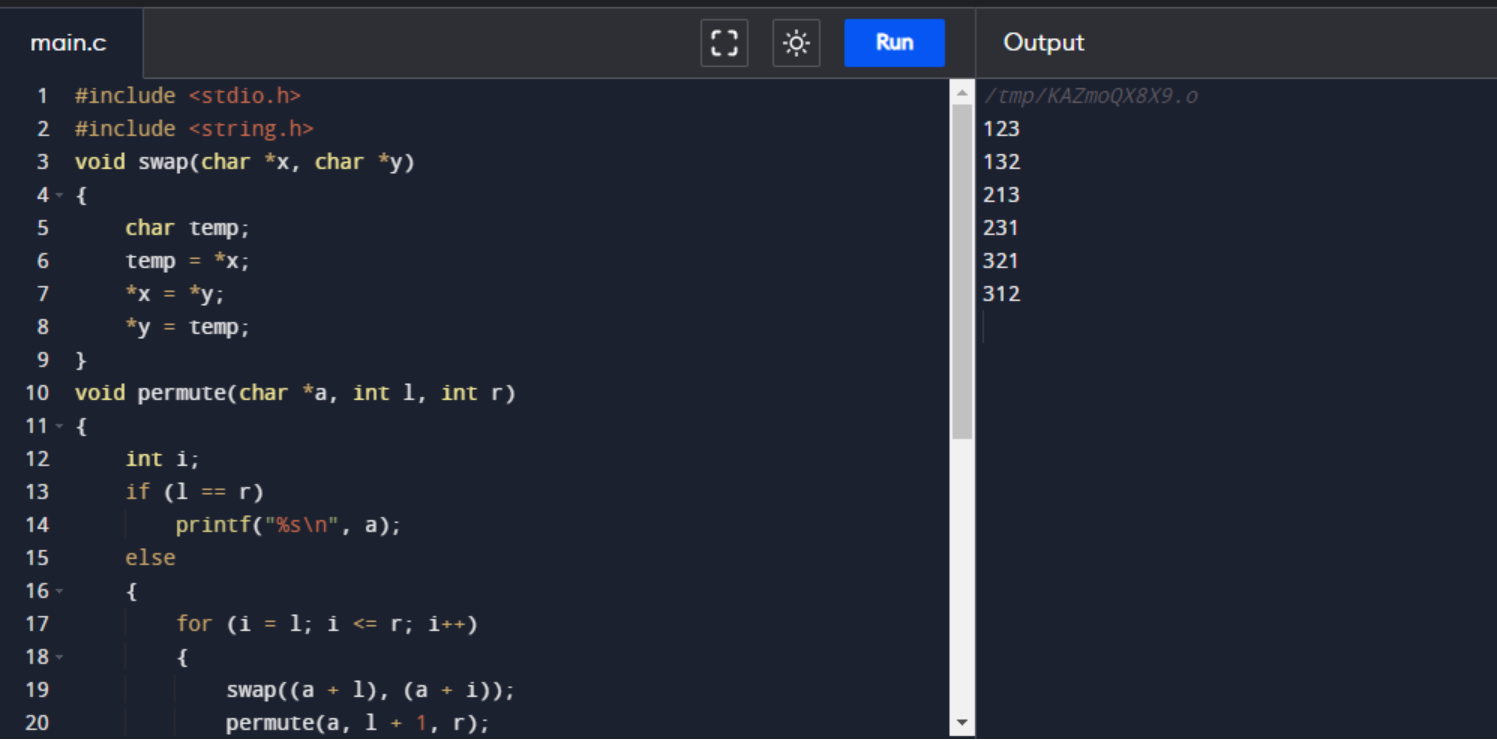 main.c
Run
Output
1 #include <stdio.h>
2 #include <string.h>
3 void swap(char *x, char *y)
4 {
5     char temp;
6     temp = *x;
7     *x = *y;
8     *y = temp;
9 }
10 void permute(char *a, int l, int r)
11 {
12     int i;
13     if (l == r)
14         printf("%s\n", a);
15     else
16     {
17         for (i = l; i <= r; i++)
18         {
19             swap((a + l), (a + i));
20             permute(a, l + 1, r);
/tmp/KAZmoQX8X9.o
123
132
213
231
321
312